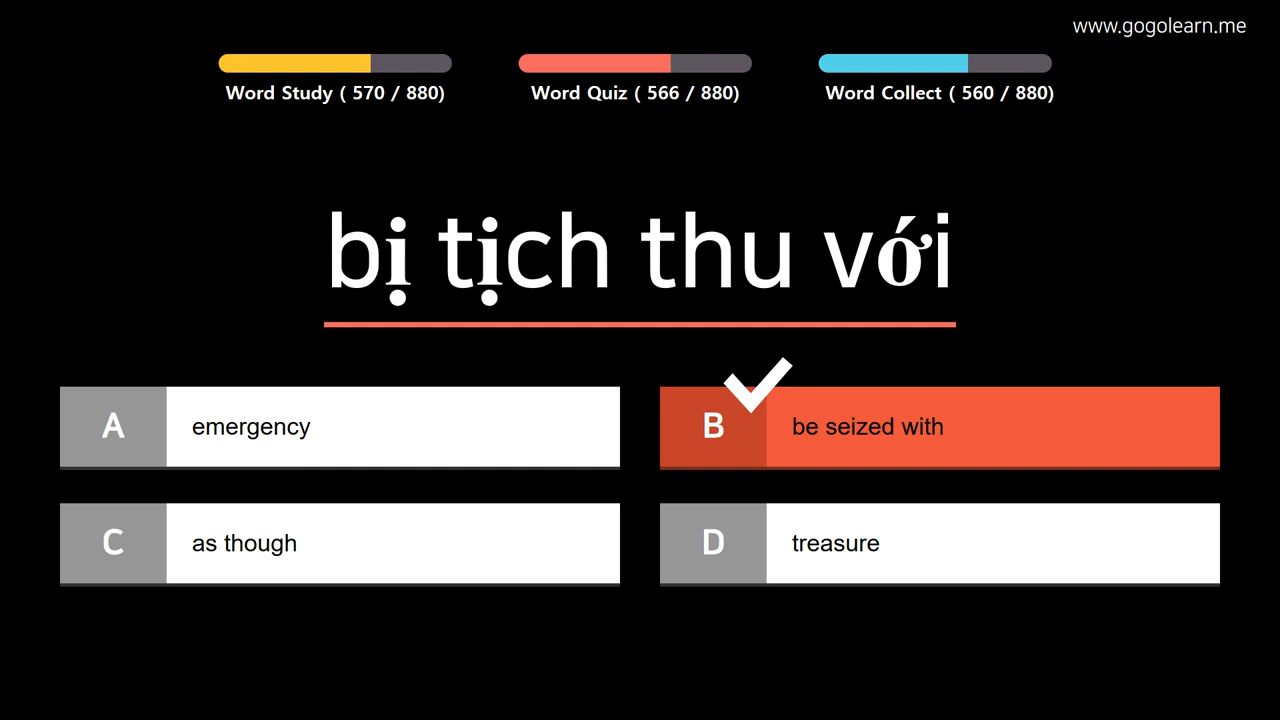 www.gogolearn.me
Word Study ( 570 / 880)
Word Quiz ( 566 / 880)
Word Collect ( 560 / 880)
bị tịch thu với
A emergency
B be seized with
C as though
D treasure